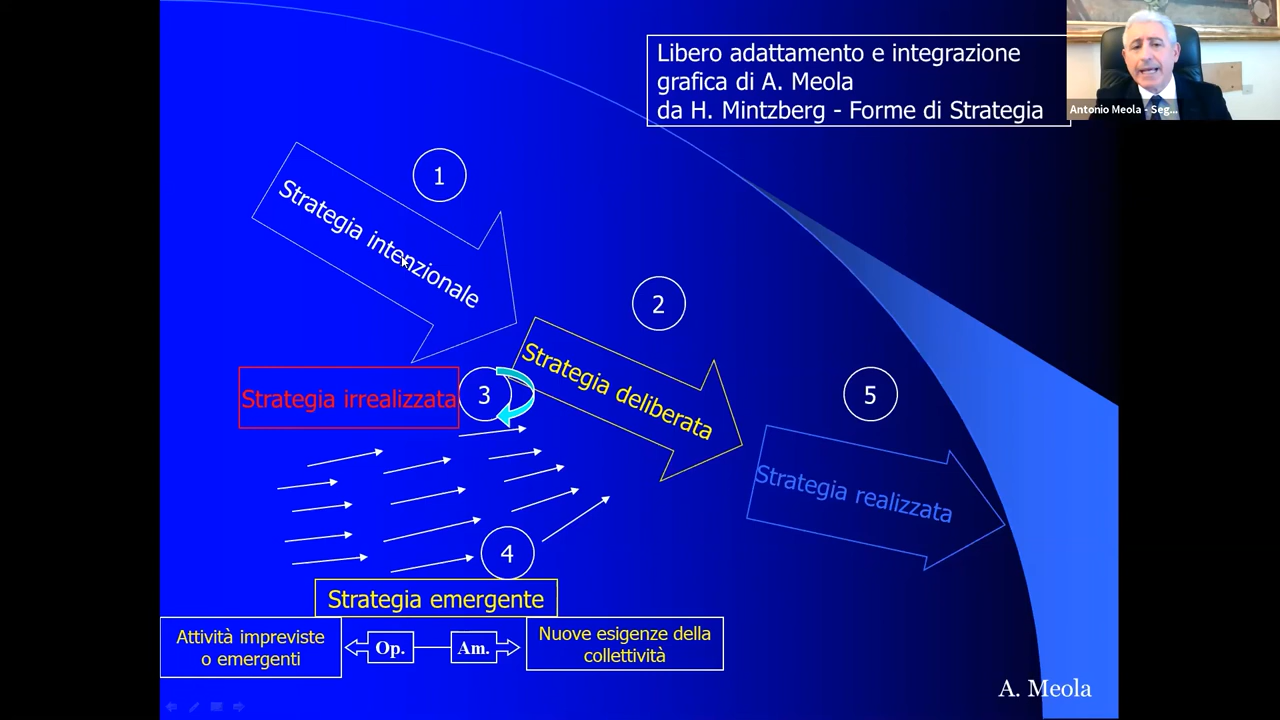 Libero adattamento e integrazione
grafica di A. Meola
da H. Mintzberg - Forme di Strategia
Antonio Meola - Seg...
1
Strategia intenzionale
2
Strategia deliberata
Strategia irrealizzata
3
5
Strategia realizzata
4
Strategia emergente
Attività impreviste
o emergenti
Op.
Am.
Nuove esigenze della
collettività
A. Meola